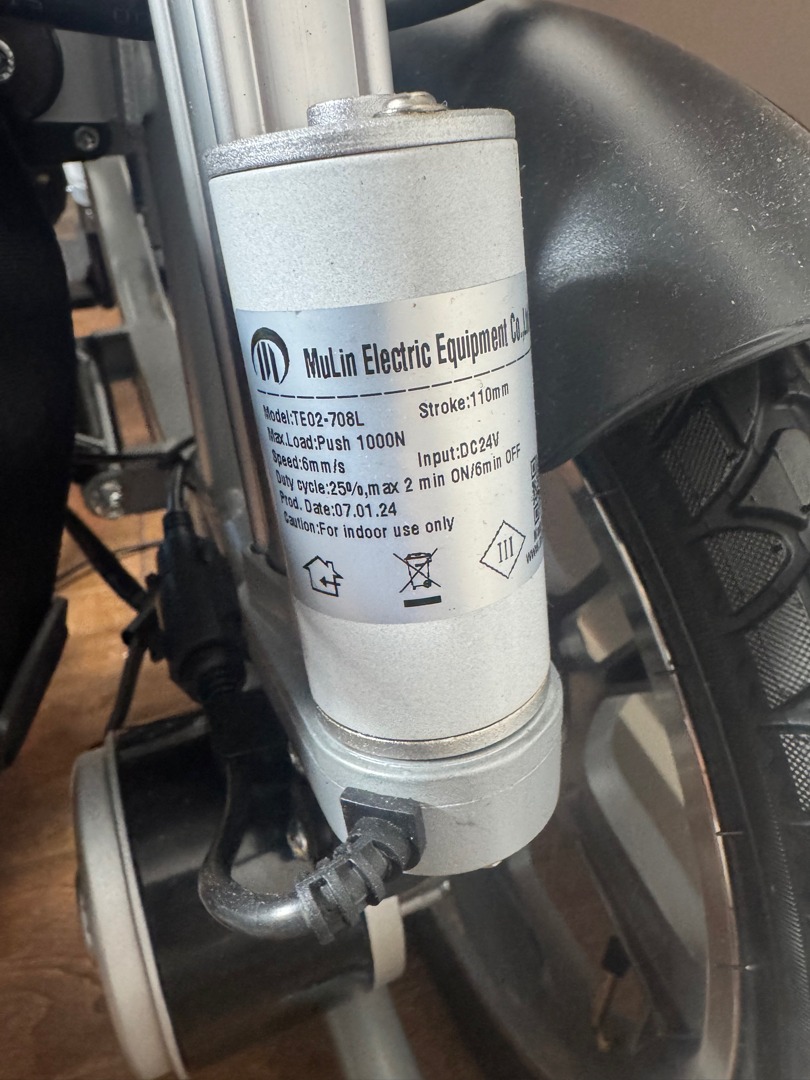 MuLin Electric Equipment Co.,
Model:TE02-708L Stroke:110mm
Max.Load:Push 1000N
Speed:6mm/s Input:DC24V
Duty cycle:25%,max 2 min ON/6min OFF
Prod. Date:07.01.24
Caution:For indoor use only
III